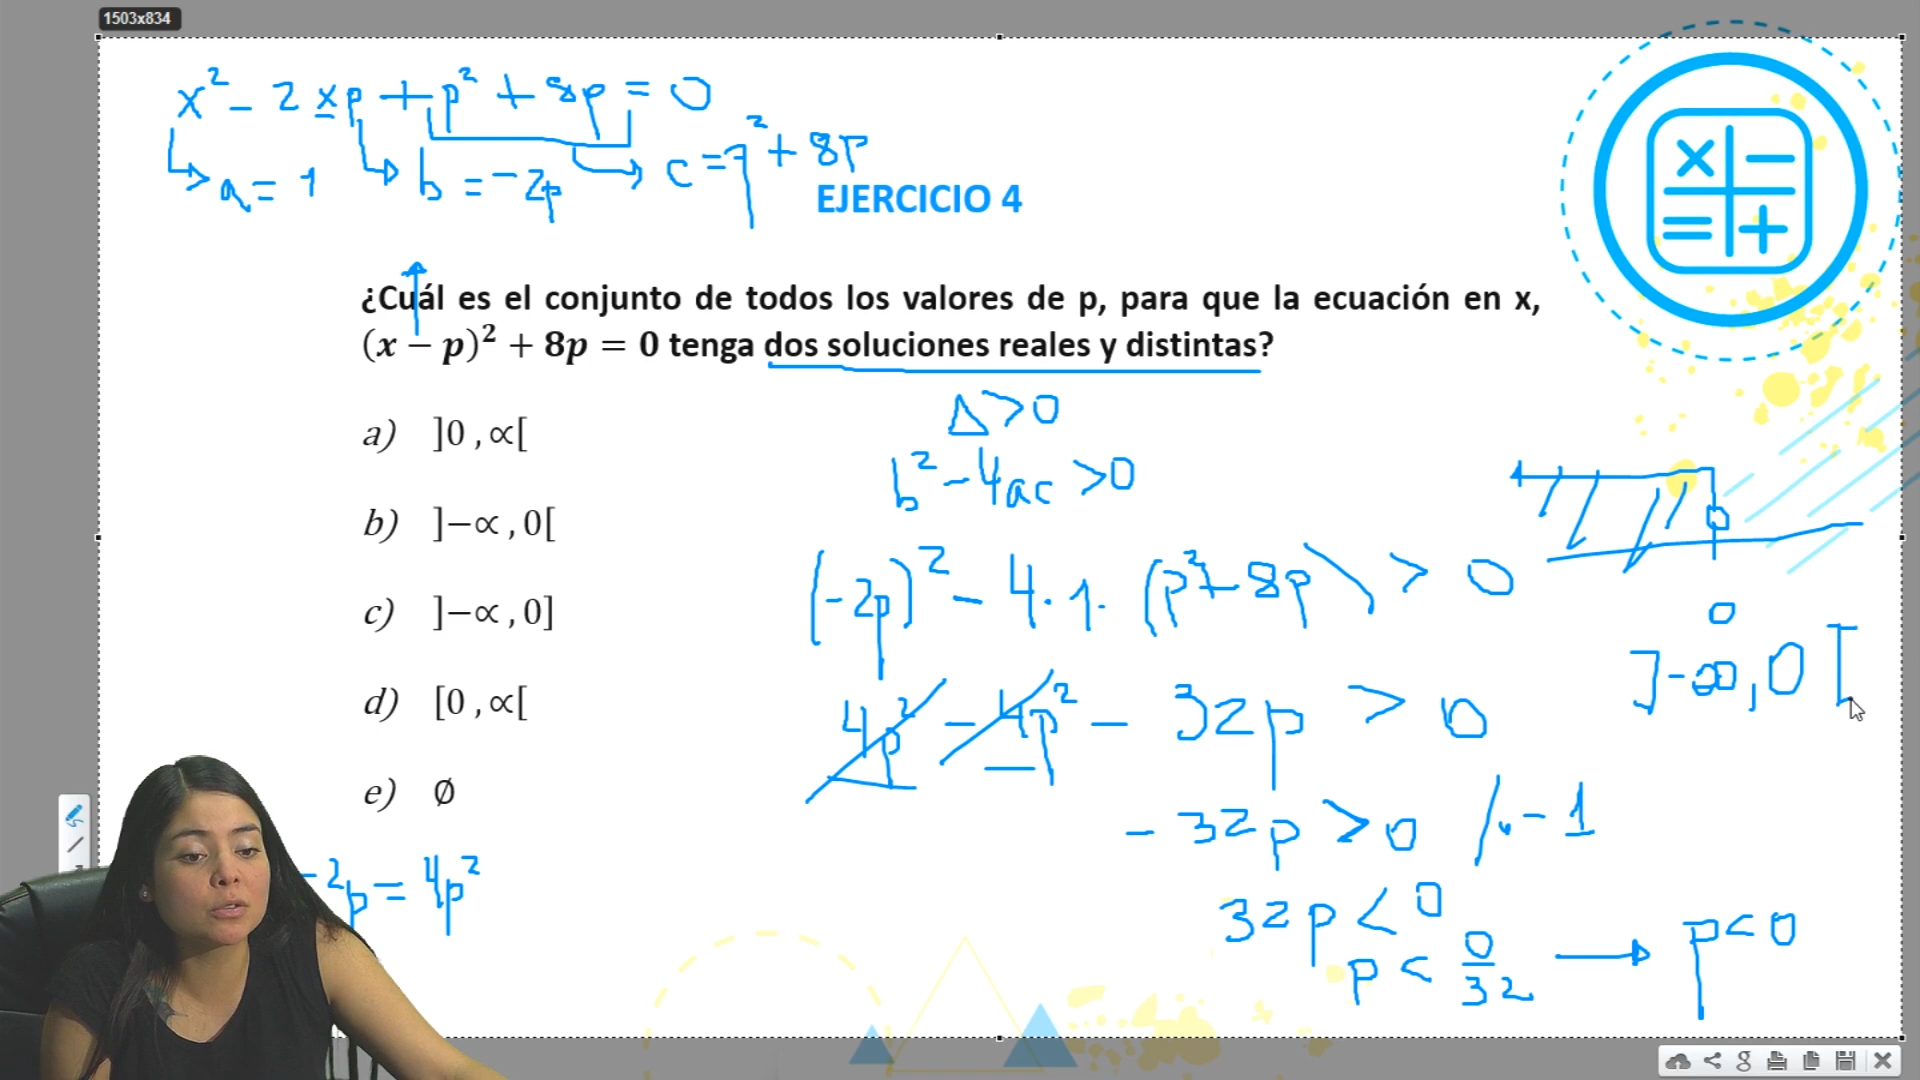 1503x834
x² - 2xp + p² + 8p = 0
a = 1 b = -2p c = p² + 8p
EJERCICIO 4
¿Cuál es el conjunto de todos los valores de p, para que la ecuación en x,
(x − p)² + 8p = 0 tenga dos soluciones reales y distintas?
a) ]0 ,∝[
b) ]−∝ , 0[
c) ]−∝ , 0]
d) [0 ,∝[
e) ∅
Δ > 0
b² - 4ac > 0
(-2p)² - 4 · 1 · (p² + 8p) > 0
0
]-∞, 0[
4p² - 4p² - 32p > 0
- 32p > 0 /· - 1
-2p = 4p²
32p < 0
p < 0/32 → p < 0